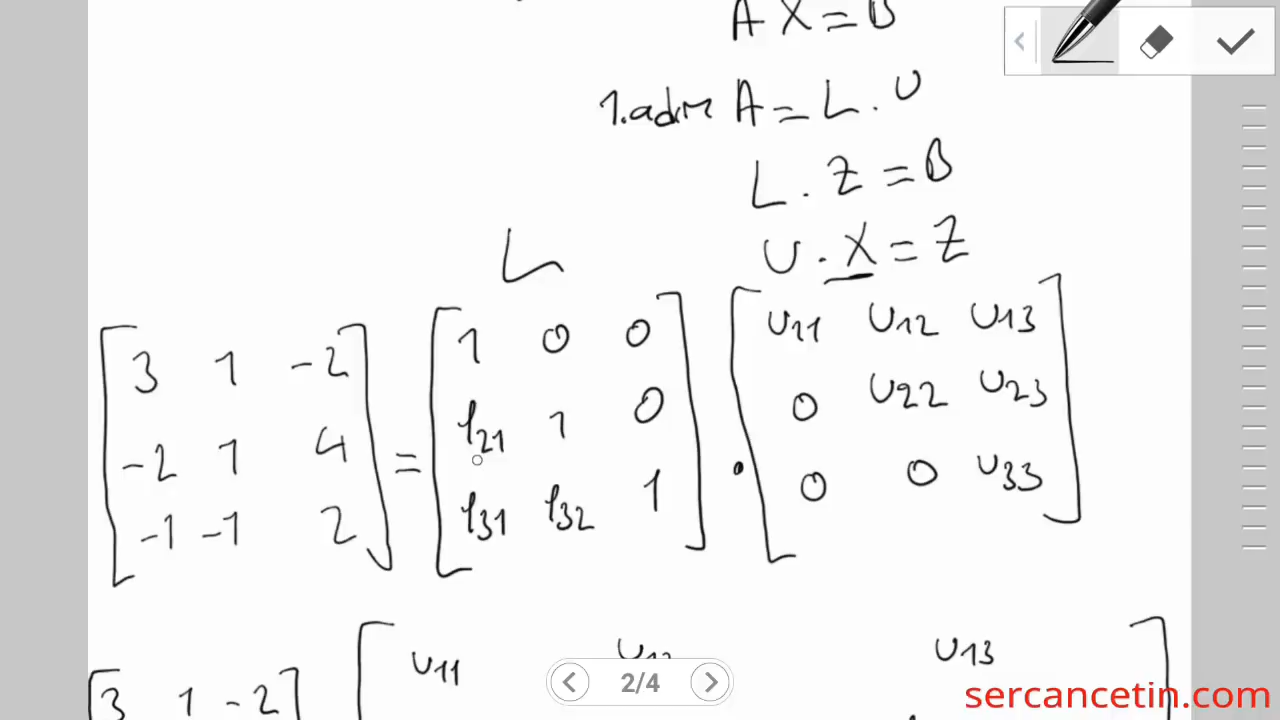 A X = B
1.adım A = L . U
L . Z = B
U . X = Z
L
[3 1 -2] = [1 0 0] . [U11 U12 U13]
[-2 1 4] [l21 1 0] [0 U22 U23]
[-1 -1 2] [l31 l32 1] [0 0 U33]
[3 1 -2] [U11 U12 U13]
2/4
sercancetin.com